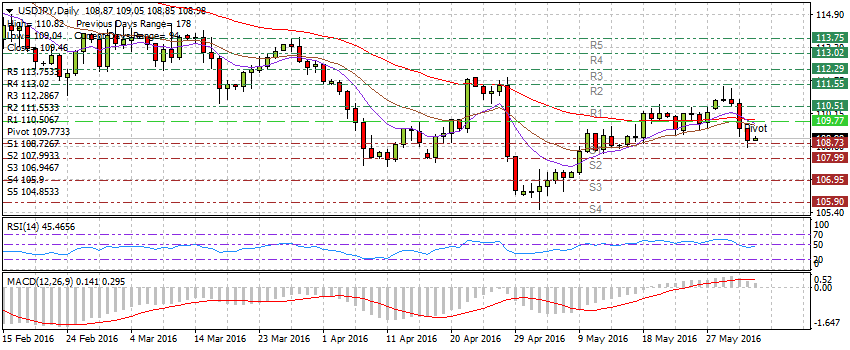 USDJPY,Daily 108.87 109.05 108.85 108.98
High= 110.82 Previous Days Range= 178
Low= 109.04 Current Days Range= 94
Close= 109.46
R5 113.7533
R4 113.02
R3 112.2867
R2 111.5533
R1 110.5067
Pivot 109.7733
S1 108.7267
S2 107.9933
S3 106.9467
S4 105.9
S5 104.8533
R5
R4
R3
R2
R1
Pivot
S2
S3
S4
114.90
113.75
113.02
112.29
111.55
110.51
109.77
108.73
107.99
106.95
105.90
105.40
RSI(14) 45.4656
100
70
50
30
0
MACD(12,26,9) 0.141 0.295
0.52
0.00
-1.647
15 Feb 2016 24 Feb 2016 4 Mar 2016 14 Mar 2016 23 Mar 2016 1 Apr 2016 11 Apr 2016 20 Apr 2016 29 Apr 2016 9 May 2016 18 May 2016 27 May 2016